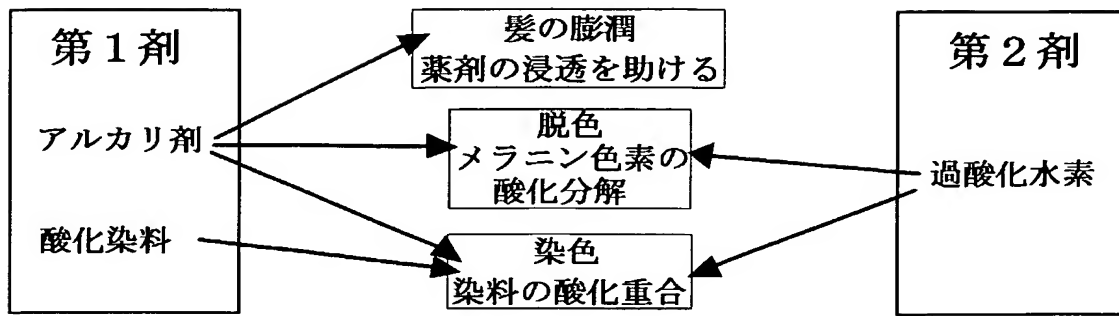 第１剤
アルカリ剤
酸化染料
髪の膨潤
薬剤の浸透を助ける
脱色
メラニン色素の
酸化分解
染色
染料の酸化重合
第２剤
過酸化水素